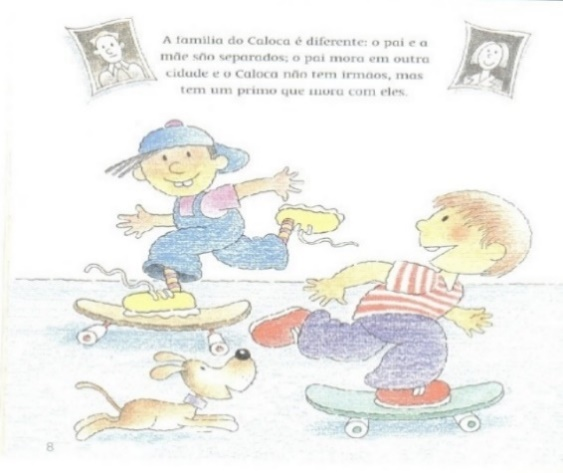 A família do Caloca é diferente: o pai e a
mãe são separados; o pai mora em outra
cidade e o Caloca não tem irmãos, mas
tem um primo que mora com eles.
8